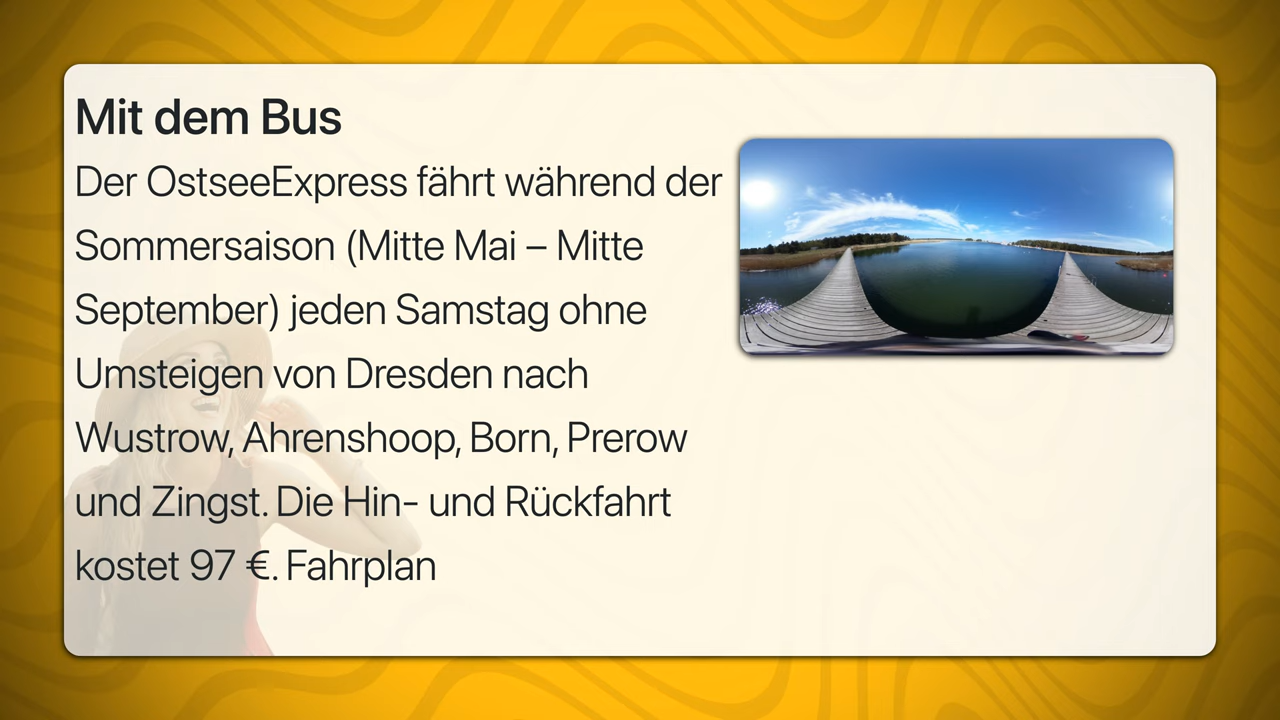 Mit dem Bus
Der OstseeExpress fährt während der
Sommersaison (Mitte Mai – Mitte
September) jeden Samstag ohne
Umsteigen von Dresden nach
Wustrow, Ahrenshoop, Born, Prerow
und Zingst. Die Hin- und Rückfahrt
kostet 97 €. Fahrplan